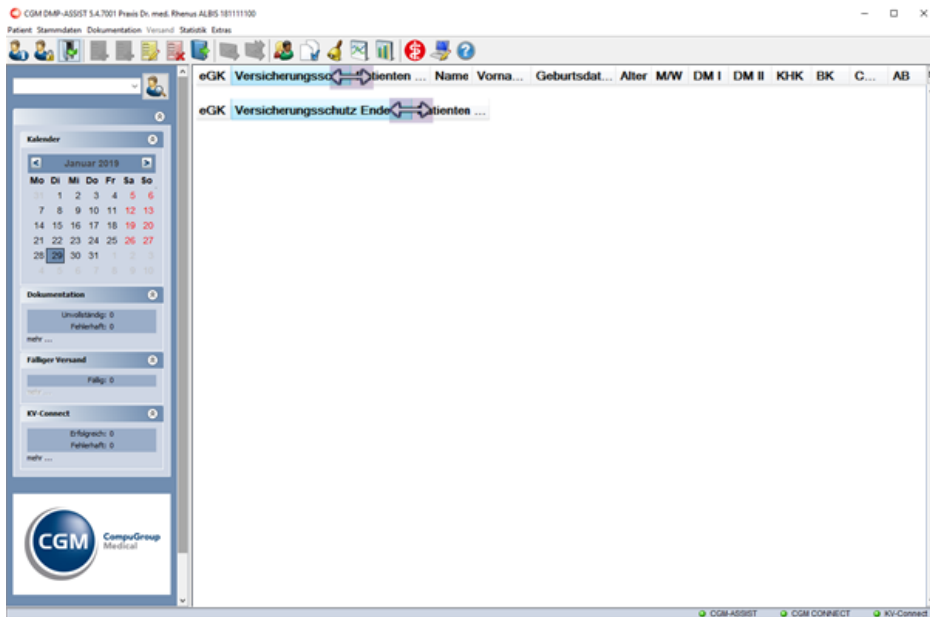 CGM DMP-ASSIST 5.4.7001 Praxis Dr. med. Rhenus ALBIS 181111100
Patient Stammdaten Dokumentation Versand Statistik Extras
eGK Versicherungssc tienten ... Name Vorna... Geburtsdat... Alter M/W DM I DM II KHK BK C... AB
eGK Versicherungsschutz Ende atienten ...
Kalender
Januar 2019
Mo Di Mi Do Fr Sa So
31 1 2 3 4 5 6
7 8 9 10 11 12 13
14 15 16 17 18 19 20
21 22 23 24 25 26 27
28 29 30 31 1 2 3
4 5 6 7 8 9 10
Dokumentation
Unvollständig: 0
Fehlerhaft: 0
mehr ...
Fälliger Versand
Fällig: 0
mehr ...
KV-Connect
Erfolgreich: 0
Fehlerhaft: 0
mehr ...
CGM CompuGroup
Medical
CGM-ASSIST CGM CONNECT KV-Connect